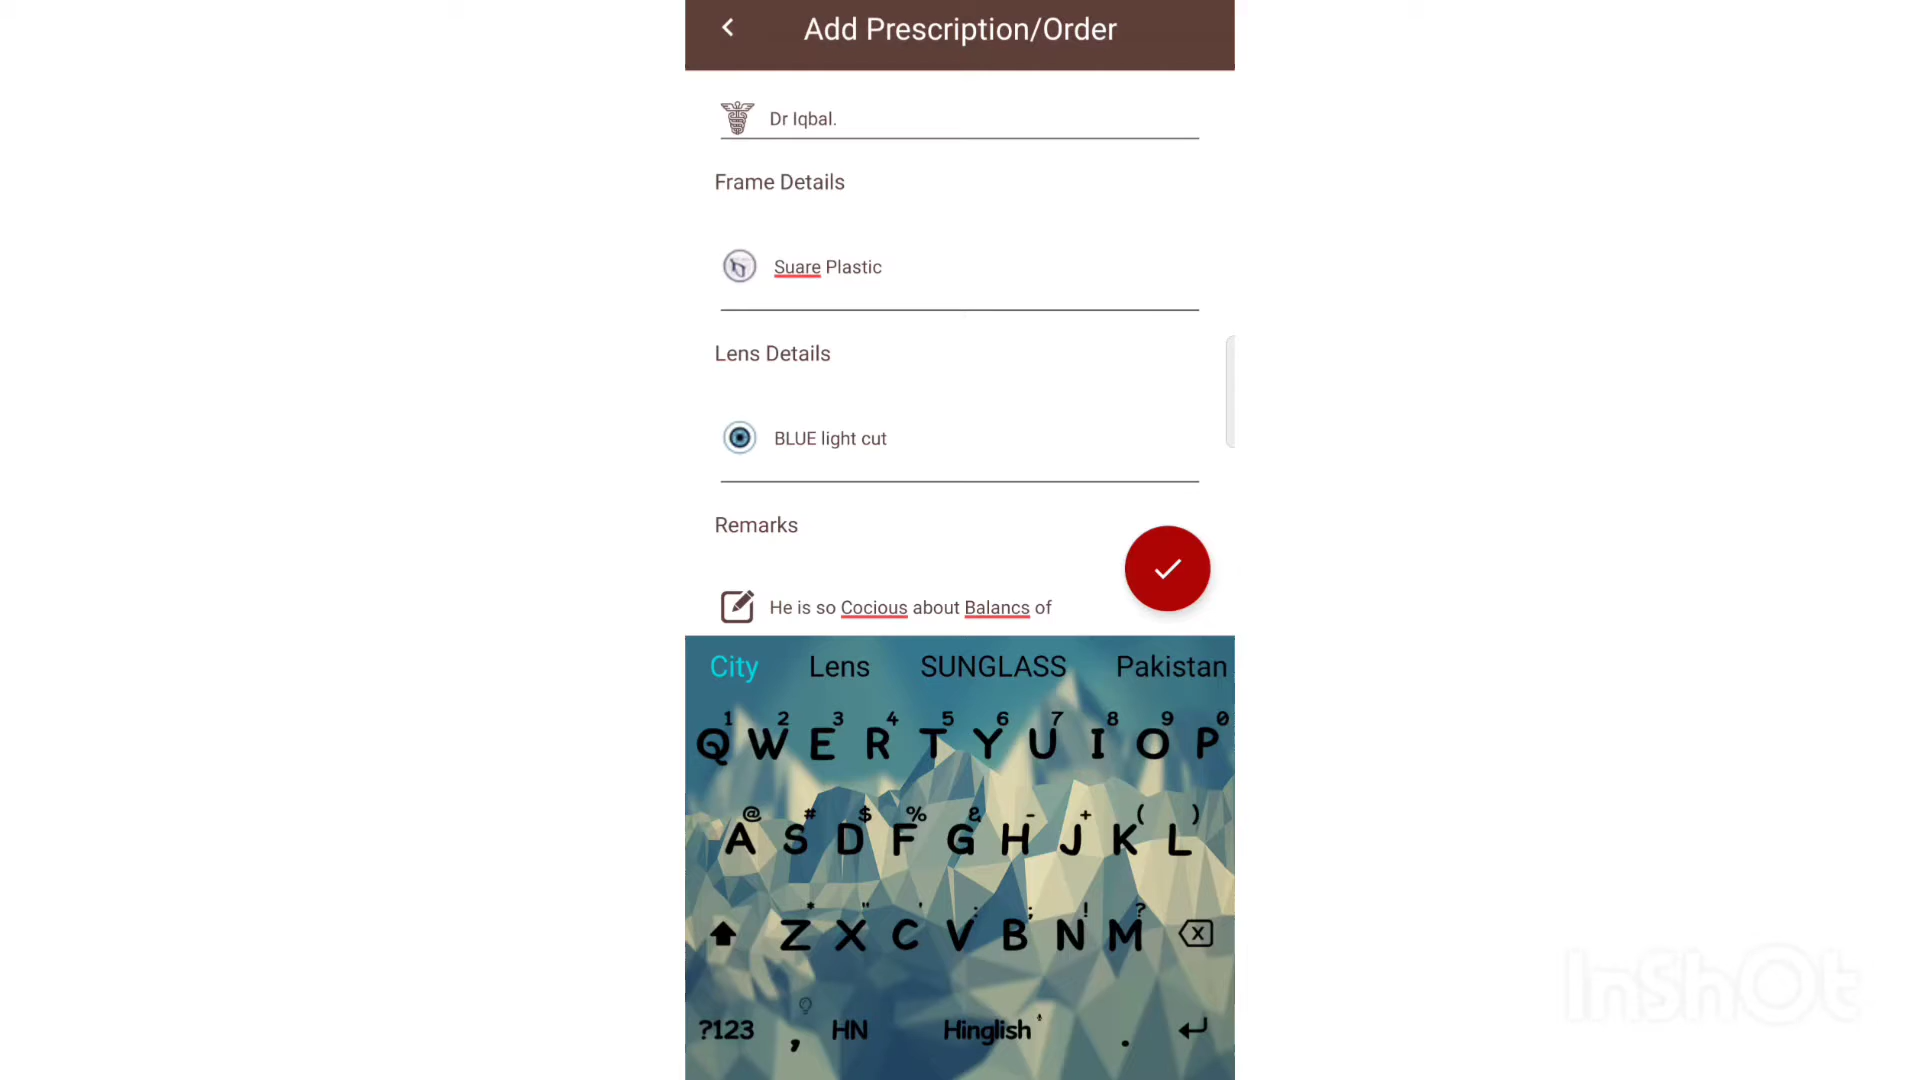 Add Prescription/Order
Dr Iqbal.
Frame Details
Suare Plastic
Lens Details
BLUE light cut
Remarks
He is so Cocious about Balancs of
City Lens SUNGLASS Pakistan
1 2 3 4 5 6 7 8 9 0
Q W E R T Y U I O P
@ # $ % & - + ( )
A S D F G H J K L
* " ' : ; ! ?
Z X C V B N M
?123 , HN Hinglish .
InShOt